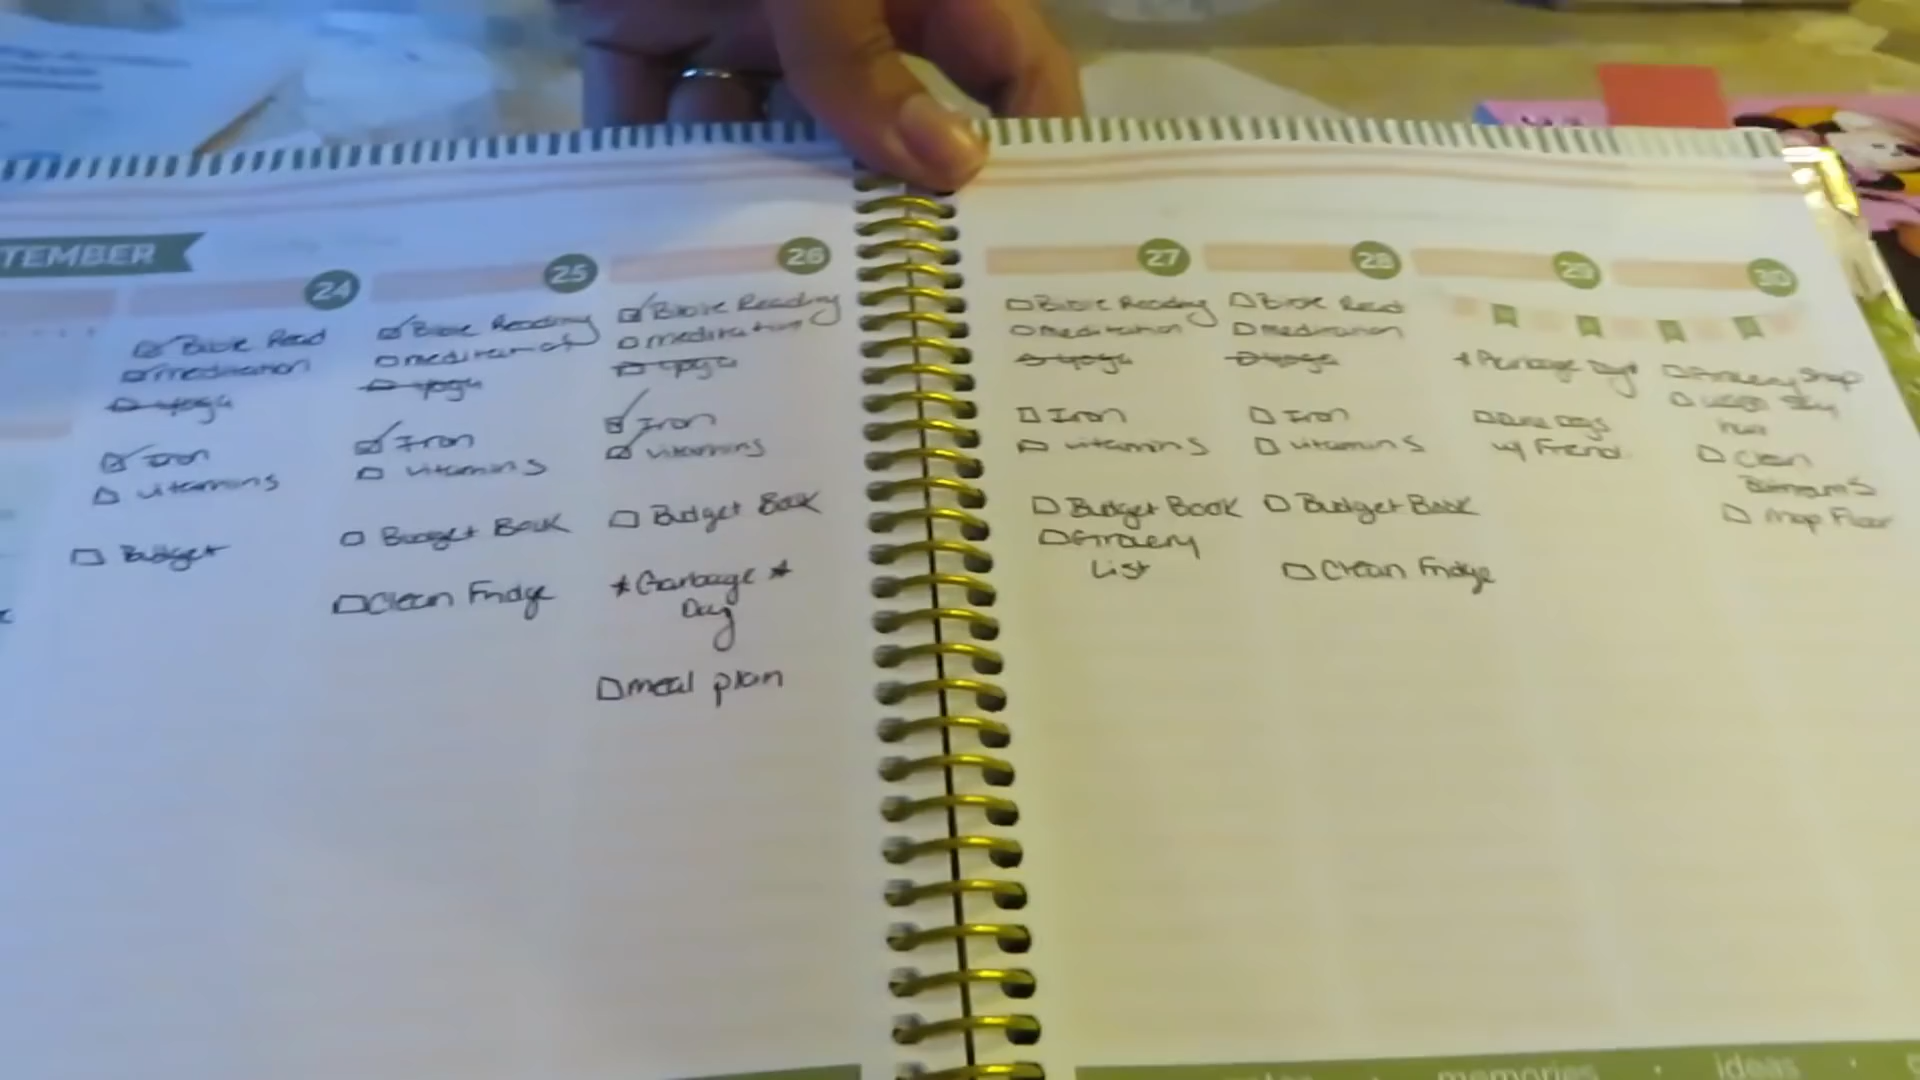 TEMBER
24
Bible Read
meditation
yoga
Iron
vitamins
Budget
25
Bible Reading
meditation
yoga
Iron
vitamins
Budget Book
Clean Fridge
26
Bible Reading
meditation
yoga
Iron
vitamins
Budget Book
*Garbage*
Day
meal plan
27
Bible Reading
meditation
yoga
Iron
vitamins
Budget Book
Grocery
List
28
Bible Read
meditation
yoga
Iron
vitamins
Budget Book
Clean Fridge
29
Day
w/ Friend
30
Grocery Shop
hair
Clean
Bathrooms
mop Floor
memories
ideas